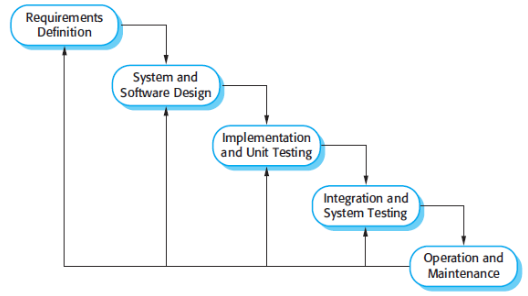 Requirements
Definition
System and
Software Design
Implementation
and Unit Testing
Integration and
System Testing
Operation and
Maintenance